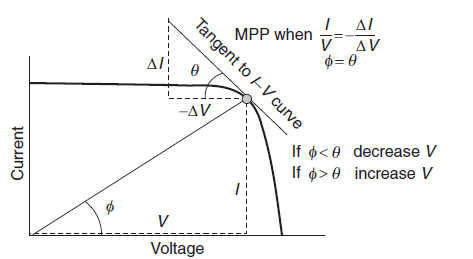 MPP when I/V = - ΔI/ΔV
ϕ = θ
Tangent to I–V curve
ΔI
θ
–ΔV
If ϕ < θ decrease V
If ϕ > θ increase V
Current
I
ϕ
V
Voltage